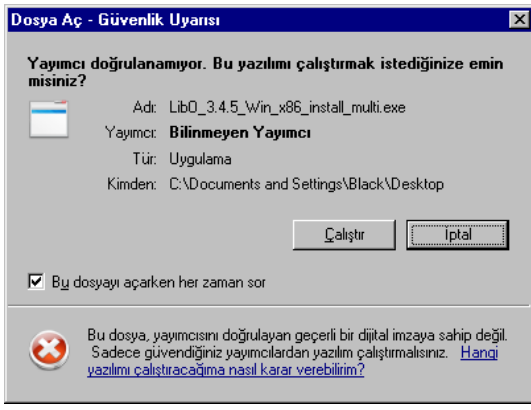 Dosya Aç - Güvenlik Uyarısı
Yayımcı doğrulanamıyor. Bu yazılımı çalıştırmak istediğinize emin
misiniz?
Adı: LibO_3.4.5_Win_x86_install_multi.exe
Yayımcı: Bilinmeyen Yayımcı
Tür: Uygulama
Kimden: C:\Documents and Settings\Black\Desktop
Çalıştır İptal
Bu dosyayı açarken her zaman sor
Bu dosya, yayımcısını doğrulayan geçerli bir dijital imzaya sahip değil.
Sadece güvendiğiniz yayımcılardan yazılım çalıştırmalısınız. Hangi
yazılımı çalıştıracağıma nasıl karar verebilirim?